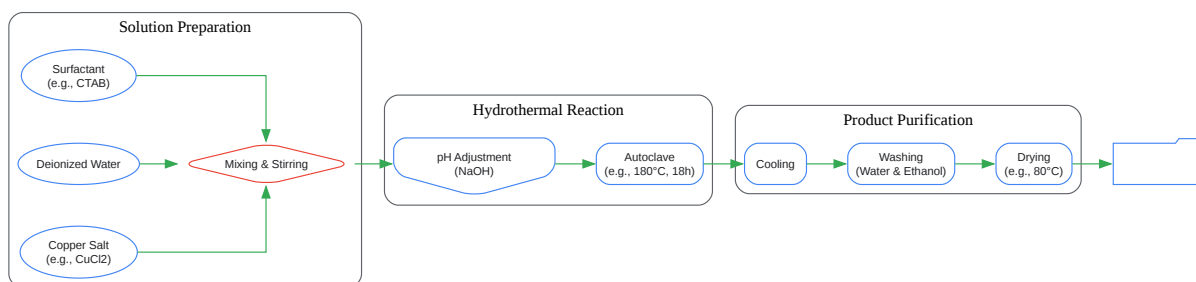 Solution Preparation
Surfactant
(e.g., CTAB)
Deionized Water
Copper Salt
(e.g., CuCl2)
Mixing & Stirring
Hydrothermal Reaction
pH Adjustment
(NaOH)
Autoclave
(e.g., 180°C, 18h)
Product Purification
Cooling
Washing
(Water & Ethanol)
Drying
(e.g., 80°C)